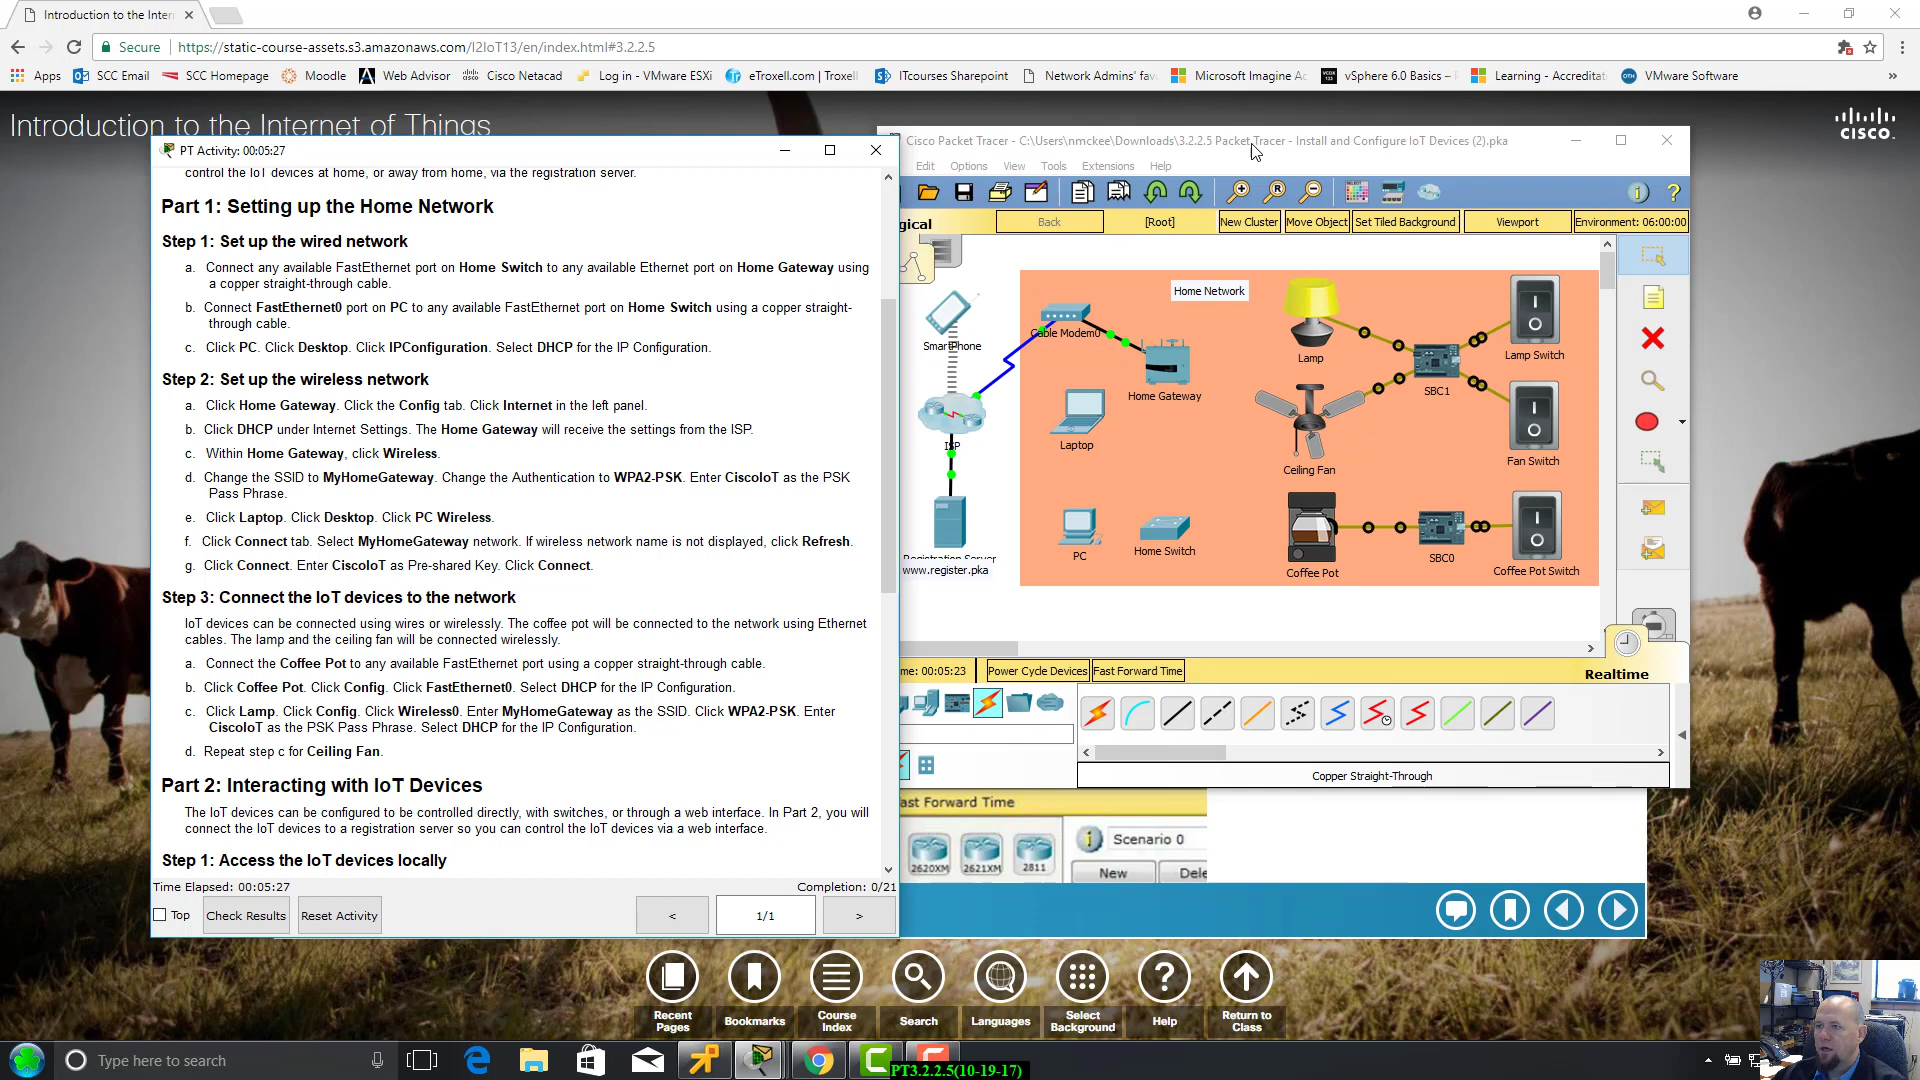 Introduction to the Inter
Secure
https://static-course-assets.s3.amazonaws.com/I2IoT13/en/index.html#3.2.2.5
Apps
SCC Email
SCC Homepage
Moodle
Web Advisor
Cisco Netacad
Log in - VMware ESXi
eTroxell.com | Troxell
ITcourses Sharepoint
Network Admins' fav
Microsoft Imagine Ac
vSphere 6.0 Basics –
Learning - Accreditat
VMware Software
»
Introduction to the Internet of Things
CISCO
PT Activity: 00:05:27
control the IoT devices at home, or away from home, via the registration server.
Part 1: Setting up the Home Network
Step 1: Set up the wired network
a. Connect any available FastEthernet port on Home Switch to any available Ethernet port on Home Gateway using
a copper straight-through cable.
b. Connect FastEthernet0 port on PC to any available FastEthernet port on Home Switch using a copper straight-
through cable.
c. Click PC. Click Desktop. Click IPConfiguration. Select DHCP for the IP Configuration.
Step 2: Set up the wireless network
a. Click Home Gateway. Click the Config tab. Click Internet in the left panel.
b. Click DHCP under Internet Settings. The Home Gateway will receive the settings from the ISP.
c. Within Home Gateway, click Wireless.
d. Change the SSID to MyHomeGateway. Change the Authentication to WPA2-PSK. Enter CiscoIoT as the PSK
Pass Phrase.
e. Click Laptop. Click Desktop. Click PC Wireless.
f. Click Connect tab. Select MyHomeGateway network. If wireless network name is not displayed, click Refresh.
g. Click Connect. Enter CiscoIoT as Pre-shared Key. Click Connect.
Step 3: Connect the IoT devices to the network
IoT devices can be connected using wires or wirelessly. The coffee pot will be connected to the network using Ethernet
cables. The lamp and the ceiling fan will be connected wirelessly.
a. Connect the Coffee Pot to any available FastEthernet port using a copper straight-through cable.
b. Click Coffee Pot. Click Config. Click FastEthernet0. Select DHCP for the IP Configuration.
c. Click Lamp. Click Config. Click Wireless0. Enter MyHomeGateway as the SSID. Click WPA2-PSK. Enter
CiscoIoT as the PSK Pass Phrase. Select DHCP for the IP Configuration.
d. Repeat step c for Ceiling Fan.
Part 2: Interacting with IoT Devices
The IoT devices can be configured to be controlled directly, with switches, or through a web interface. In Part 2, you will
connect the IoT devices to a registration server so you can control the IoT devices via a web interface.
Step 1: Access the IoT devices locally
Time Elapsed: 00:05:27
Completion: 0/21
Top
Check Results
Reset Activity
<
1/1
>
Cisco Packet Tracer - C:\Users\nmckee\Downloads\3.2.2.5 Packet Tracer - Install and Configure IoT Devices (2).pka
Edit
Options
View
Tools
Extensions
Help
gical
Back
[Root]
New Cluster
Move Object
Set Tiled Background
Viewport
Environment: 06:00:00
Home Network
SmartPhone
Cable Modem0
Home Gateway
Lamp
SBC1
Lamp Switch
ISP
Laptop
Ceiling Fan
Fan Switch
Registration Server
www.register.pka
PC
Home Switch
Coffee Pot
SBC0
Coffee Pot Switch
me: 00:05:23
Power Cycle Devices
Fast Forward Time
Realtime
Copper Straight-Through
ast Forward Time
2620XM
2621XM
2811
Scenario 0
New
Dele
Recent
Pages
Bookmarks
Course
Index
Search
Languages
Select
Background
Help
Return to
Class
Type here to search
PT3.2.2.5(10-19-17)